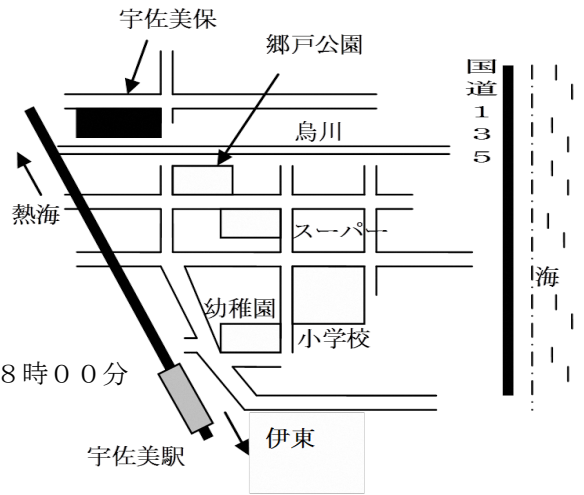 宇佐美保
郷戸公園
国道１３５
烏川
熱海
スーパー
海
幼稚園
小学校
８時００分
伊東
宇佐美駅